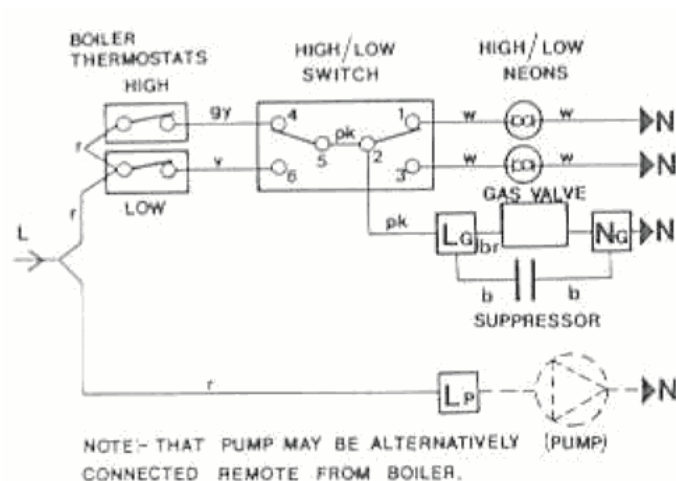 BOILER
THERMOSTATS
HIGH
HIGH/LOW
SWITCH
HIGH/LOW
NEONS
gy
4
1
w
w
N
pk
5
2
r
v
6
3
w
w
N
LOW
GAS VALVE
r
L
pk
LG
br
NG
N
b
b
SUPPRESSOR
r
LP
N
NOTE:- THAT PUMP MAY BE ALTERNATIVELY
(PUMP)
CONNECTED REMOTE FROM BOILER.